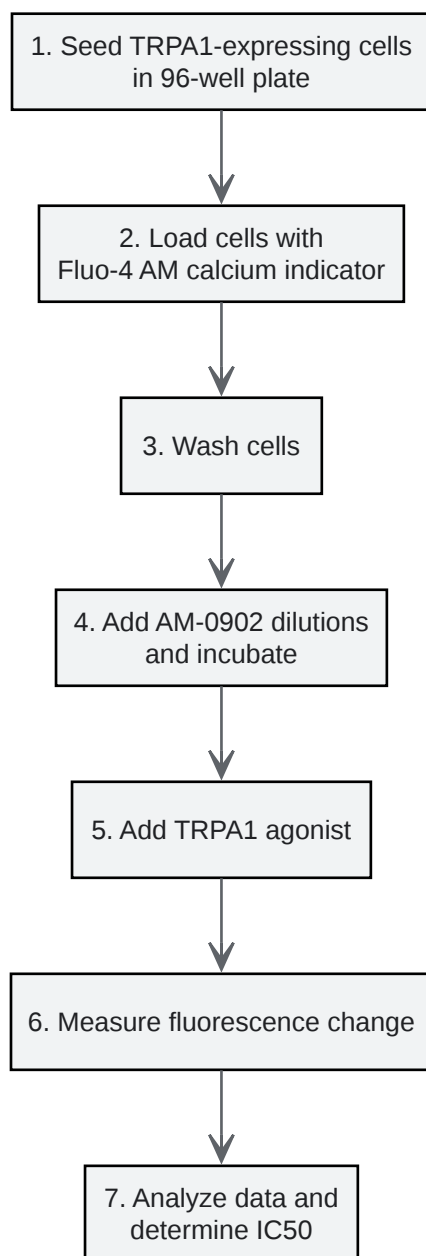 1. Seed TRPA1-expressing cells
in 96-well plate
2. Load cells with
Fluo-4 AM calcium indicator
3. Wash cells
4. Add AM-0902 dilutions
and incubate
5. Add TRPA1 agonist
6. Measure fluorescence change
7. Analyze data and
determine IC50